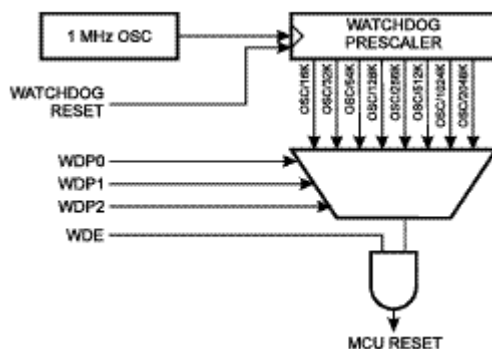 1 MHz OSC
WATCHDOG
PRESCALER
WATCHDOG
RESET
OSC/16K
OSC/32K
OSC/64K
OSC/128K
OSC/256K
OSC/512K
OSC/1024K
OSC/2048K
WDP0
WDP1
WDP2
WDE
MCU RESET